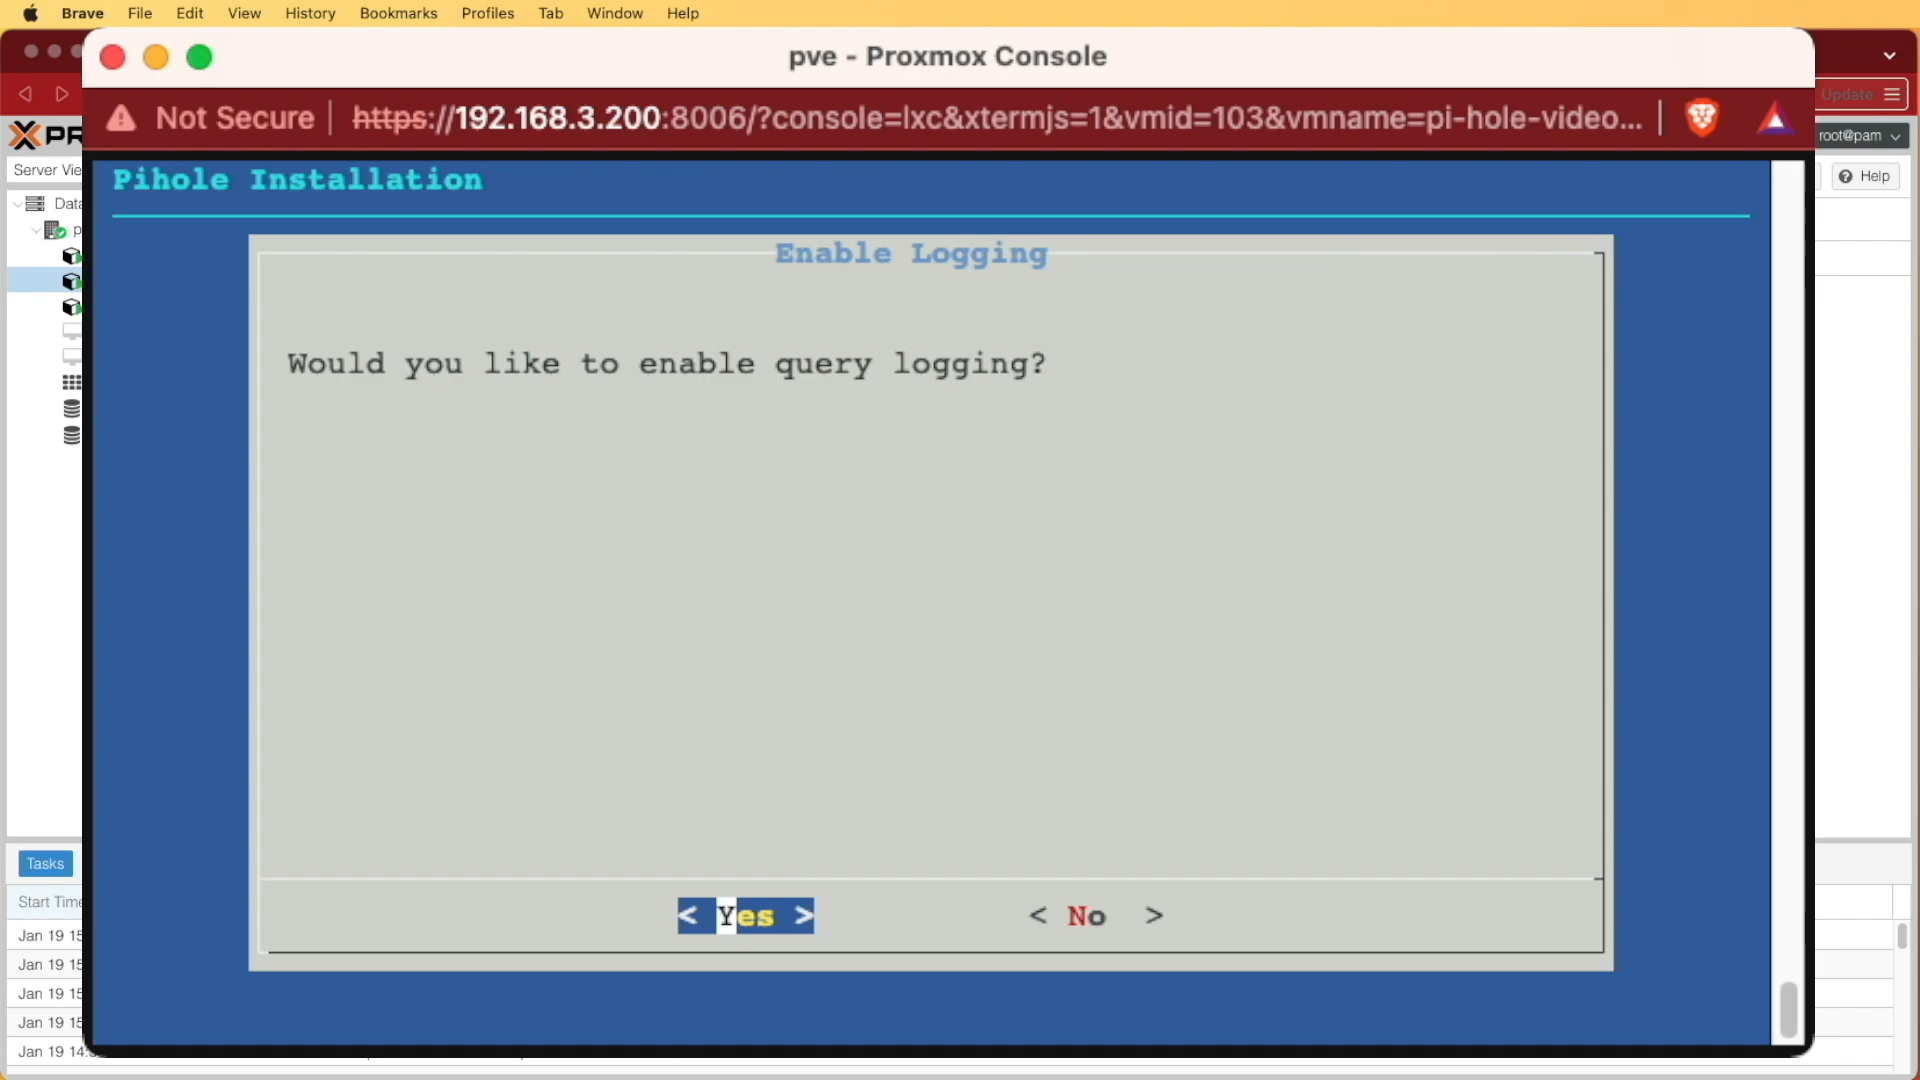 Brave File Edit View History Bookmarks Profiles Tab Window Help
pve - Proxmox Console
Not Secure https://192.168.3.200:8006/?console=lxc&xtermjs=1&vmid=103&vmname=pi-hole-video...
Update
XPR
root@pam
Server Vie
Help
Data
p
Pihole Installation
Enable Logging
Would you like to enable query logging?
< Yes > < No >
Tasks
Start Time
Jan 19 15
Jan 19 15
Jan 19 15
Jan 19 15
Jan 19 14: